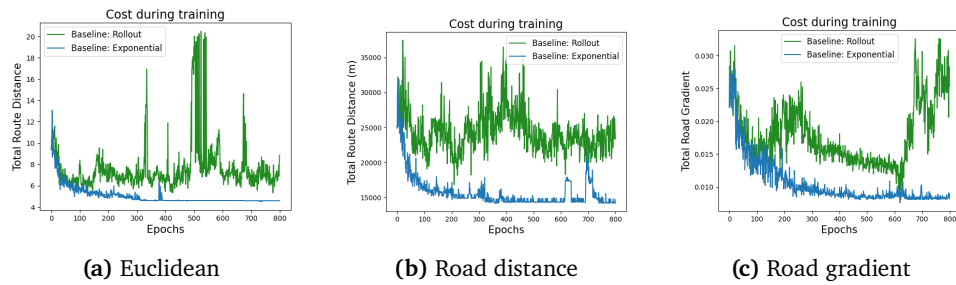 Cost during training
Baseline: Rollout
Baseline: Exponential
Total Route Distance
20
18
16
14
12
10
8
6
4
0 100 200 300 400 500 600 700 800
Epochs
(a) Euclidean
Cost during training
Baseline: Rollout
Baseline: Exponential
Total Route Distance (m)
35000
30000
25000
20000
15000
0 100 200 300 400 500 600 700 800
Epochs
(b) Road distance
Cost during training
Baseline: Rollout
Baseline: Exponential
Total Road Gradient
0.030
0.025
0.020
0.015
0.010
0 100 200 300 400 500 600 700 800
Epochs
(c) Road gradient